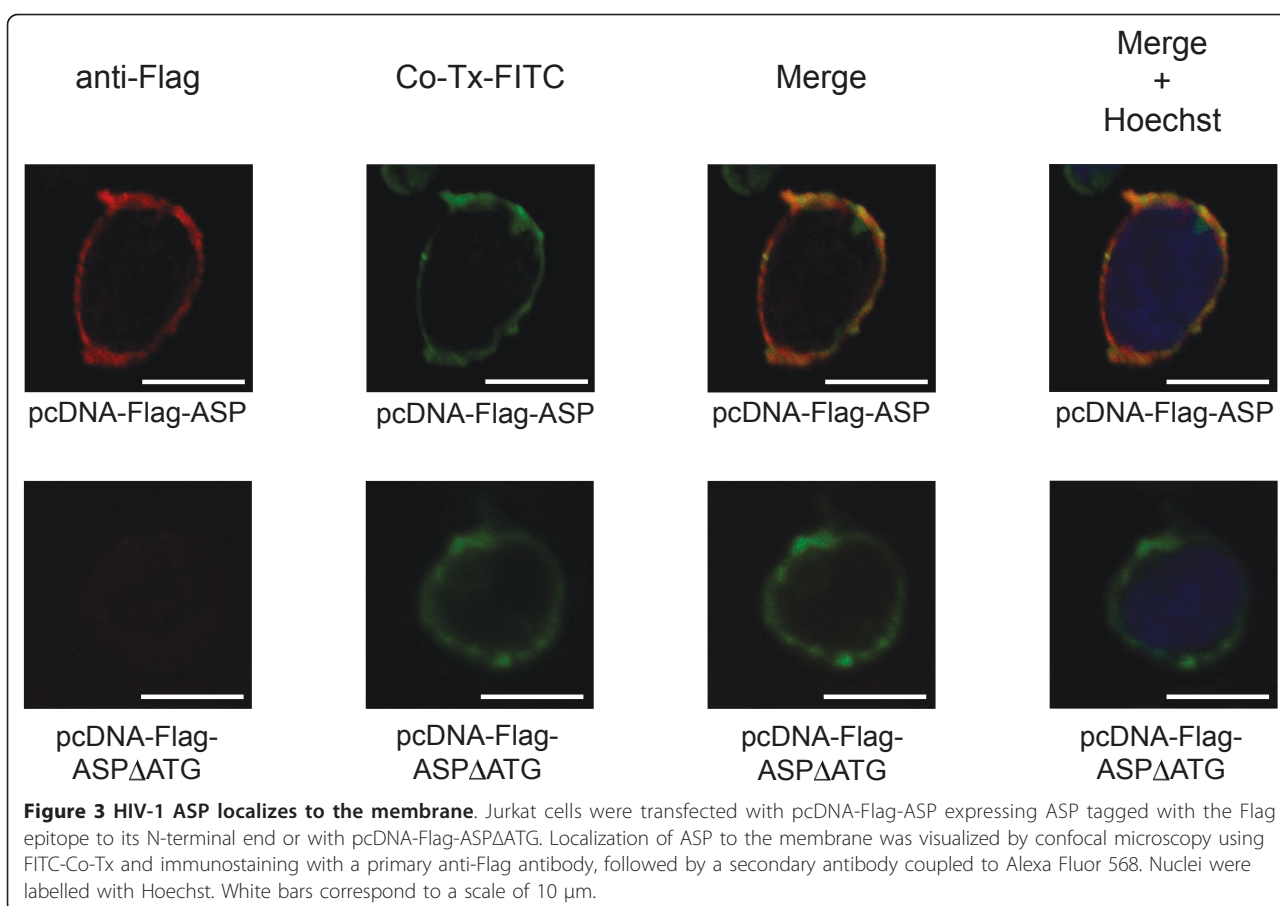 anti-Flag
Co-Tx-FITC
Merge
Merge
+
Hoechst
pcDNA-Flag-ASP
pcDNA-Flag-ASP
pcDNA-Flag-ASP
pcDNA-Flag-ASP
pcDNA-Flag-
ASPΔATG
pcDNA-Flag-
ASPΔATG
pcDNA-Flag-
ASPΔATG
pcDNA-Flag-
ASPΔATG
Figure 3 HIV-1 ASP localizes to the membrane. Jurkat cells were transfected with pcDNA-Flag-ASP expressing ASP tagged with the Flag
epitope to its N-terminal end or with pcDNA-Flag-ASPΔATG. Localization of ASP to the membrane was visualized by confocal microscopy using
FITC-Co-Tx and immunostaining with a primary anti-Flag antibody, followed by a secondary antibody coupled to Alexa Fluor 568. Nuclei were
labelled with Hoechst. White bars correspond to a scale of 10 μm.